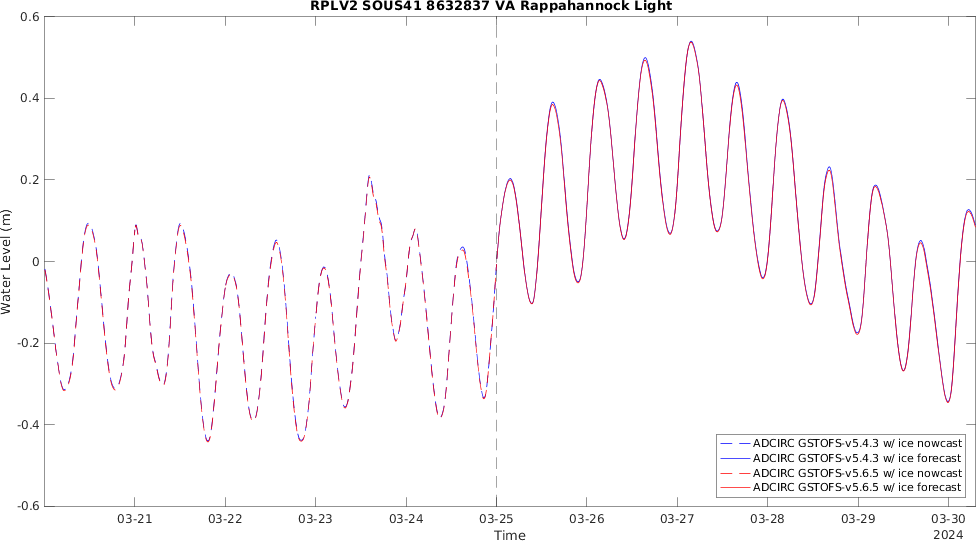 RPLV2 SOUS41 8632837 VA Rappahannock Light
0.6
0.4
0.2
0
-0.2
-0.4
-0.6
Water Level (m)
ADCIRC GSTOFS-v5.4.3 w/ ice nowcast
ADCIRC GSTOFS-v5.4.3 w/ ice forecast
ADCIRC GSTOFS-v5.6.5 w/ ice nowcast
ADCIRC GSTOFS-v5.6.5 w/ ice forecast
03-21 03-22 03-23 03-24 03-25 03-26 03-27 03-28 03-29 03-30
Time
2024